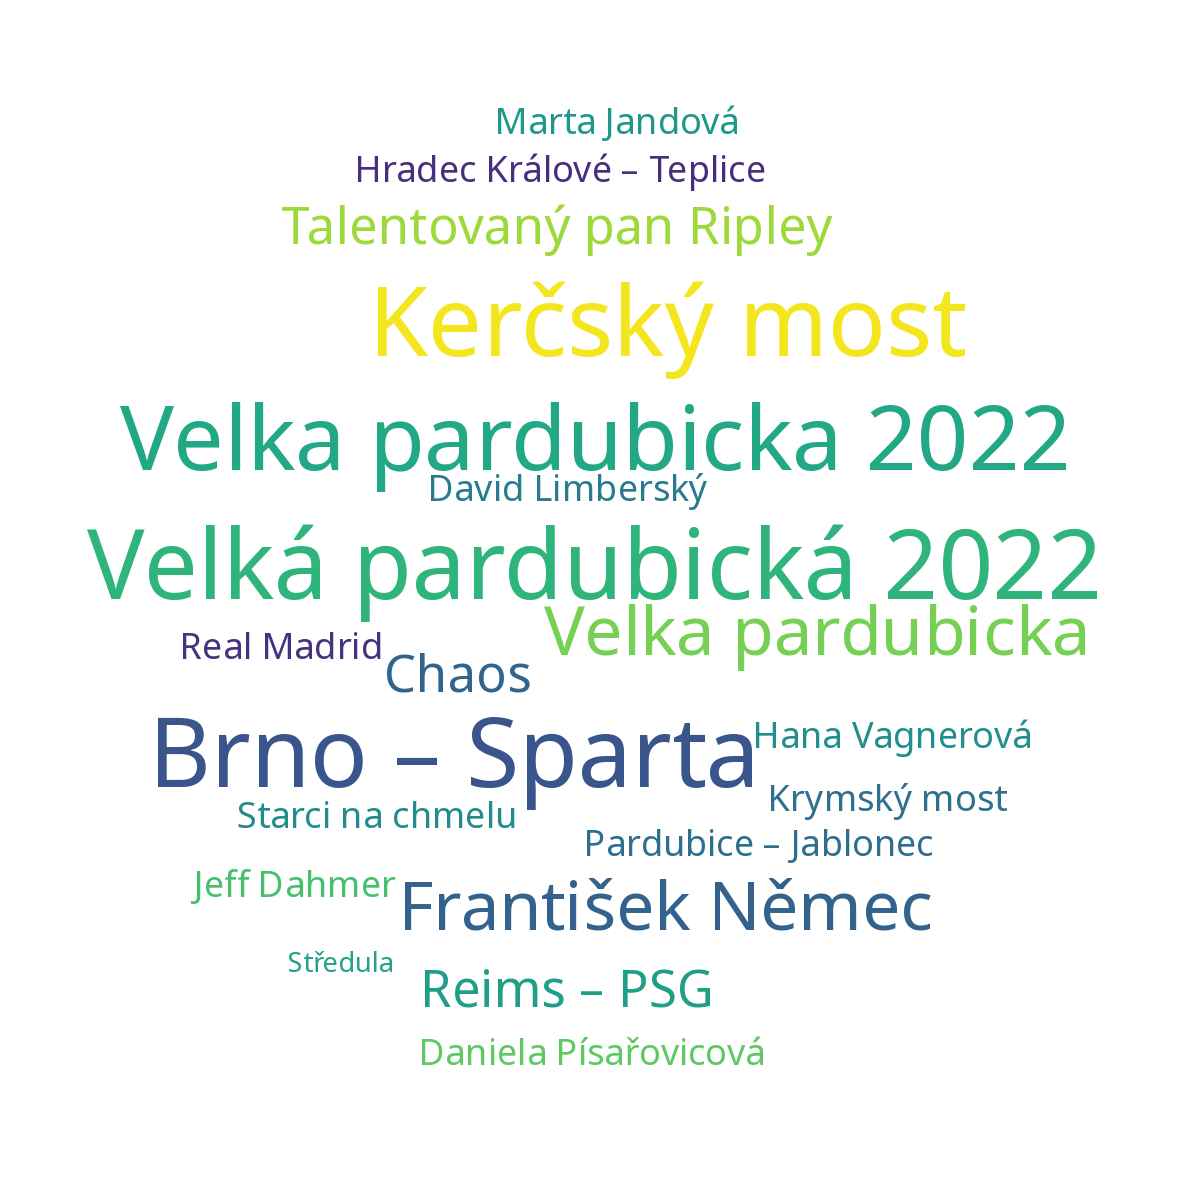 Marta Jandová
Hradec Králové – Teplice
Talentovaný pan Ripley
Kerčský most
Velka pardubicka 2022
David Limberský
Velká pardubická 2022
Velka pardubicka
Real Madrid
Chaos
Brno – Sparta
Hana Vagnerová
Krymský most
Starci na chmelu
Pardubice – Jablonec
Jeff Dahmer
František Němec
Středula
Reims – PSG
Daniela Písařovicová